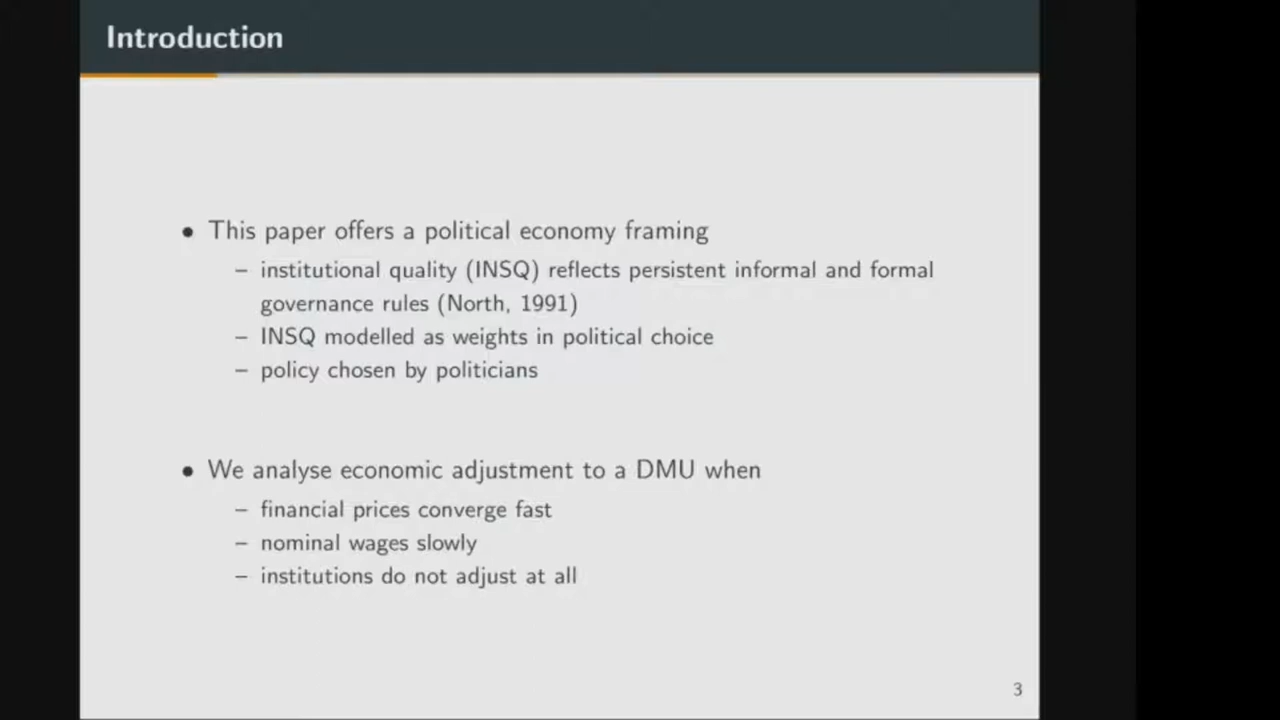 Introduction
• This paper offers a political economy framing
– institutional quality (INSQ) reflects persistent informal and formal
governance rules (North, 1991)
– INSQ modelled as weights in political choice
– policy chosen by politicians
• We analyse economic adjustment to a DMU when
– financial prices converge fast
– nominal wages slowly
– institutions do not adjust at all
3